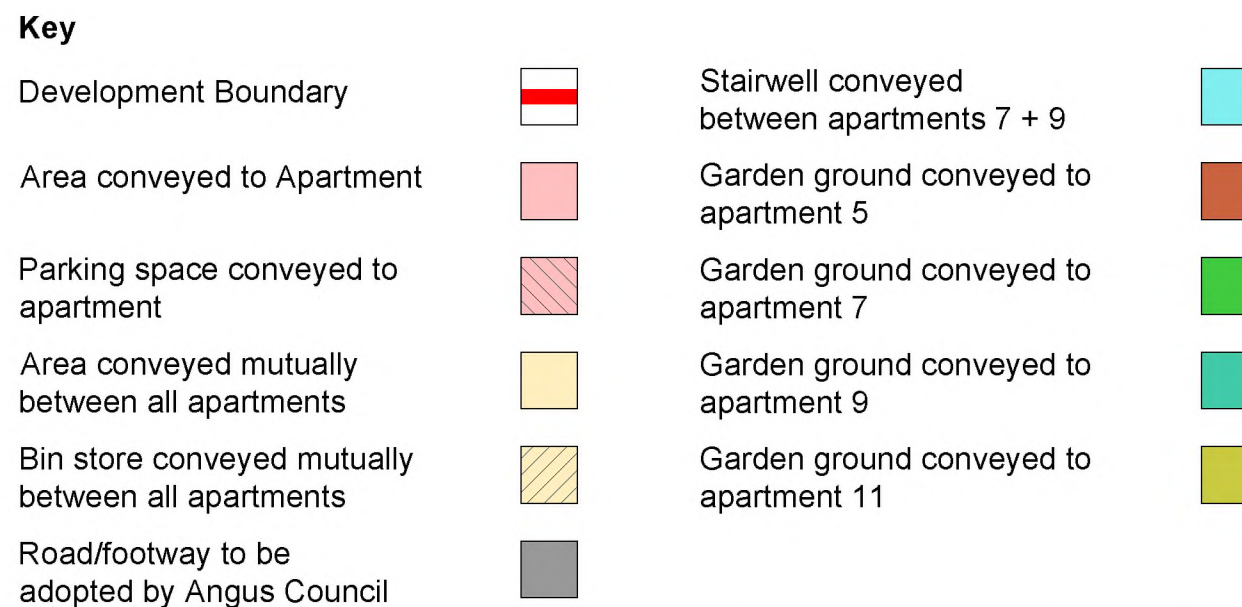 Key
Development Boundary
Area conveyed to Apartment
Parking space conveyed to
apartment
Area conveyed mutually
between all apartments
Bin store conveyed mutually
between all apartments
Road/footway to be
adopted by Angus Council
Stairwell conveyed
between apartments 7 + 9
Garden ground conveyed to
apartment 5
Garden ground conveyed to
apartment 7
Garden ground conveyed to
apartment 9
Garden ground conveyed to
apartment 11